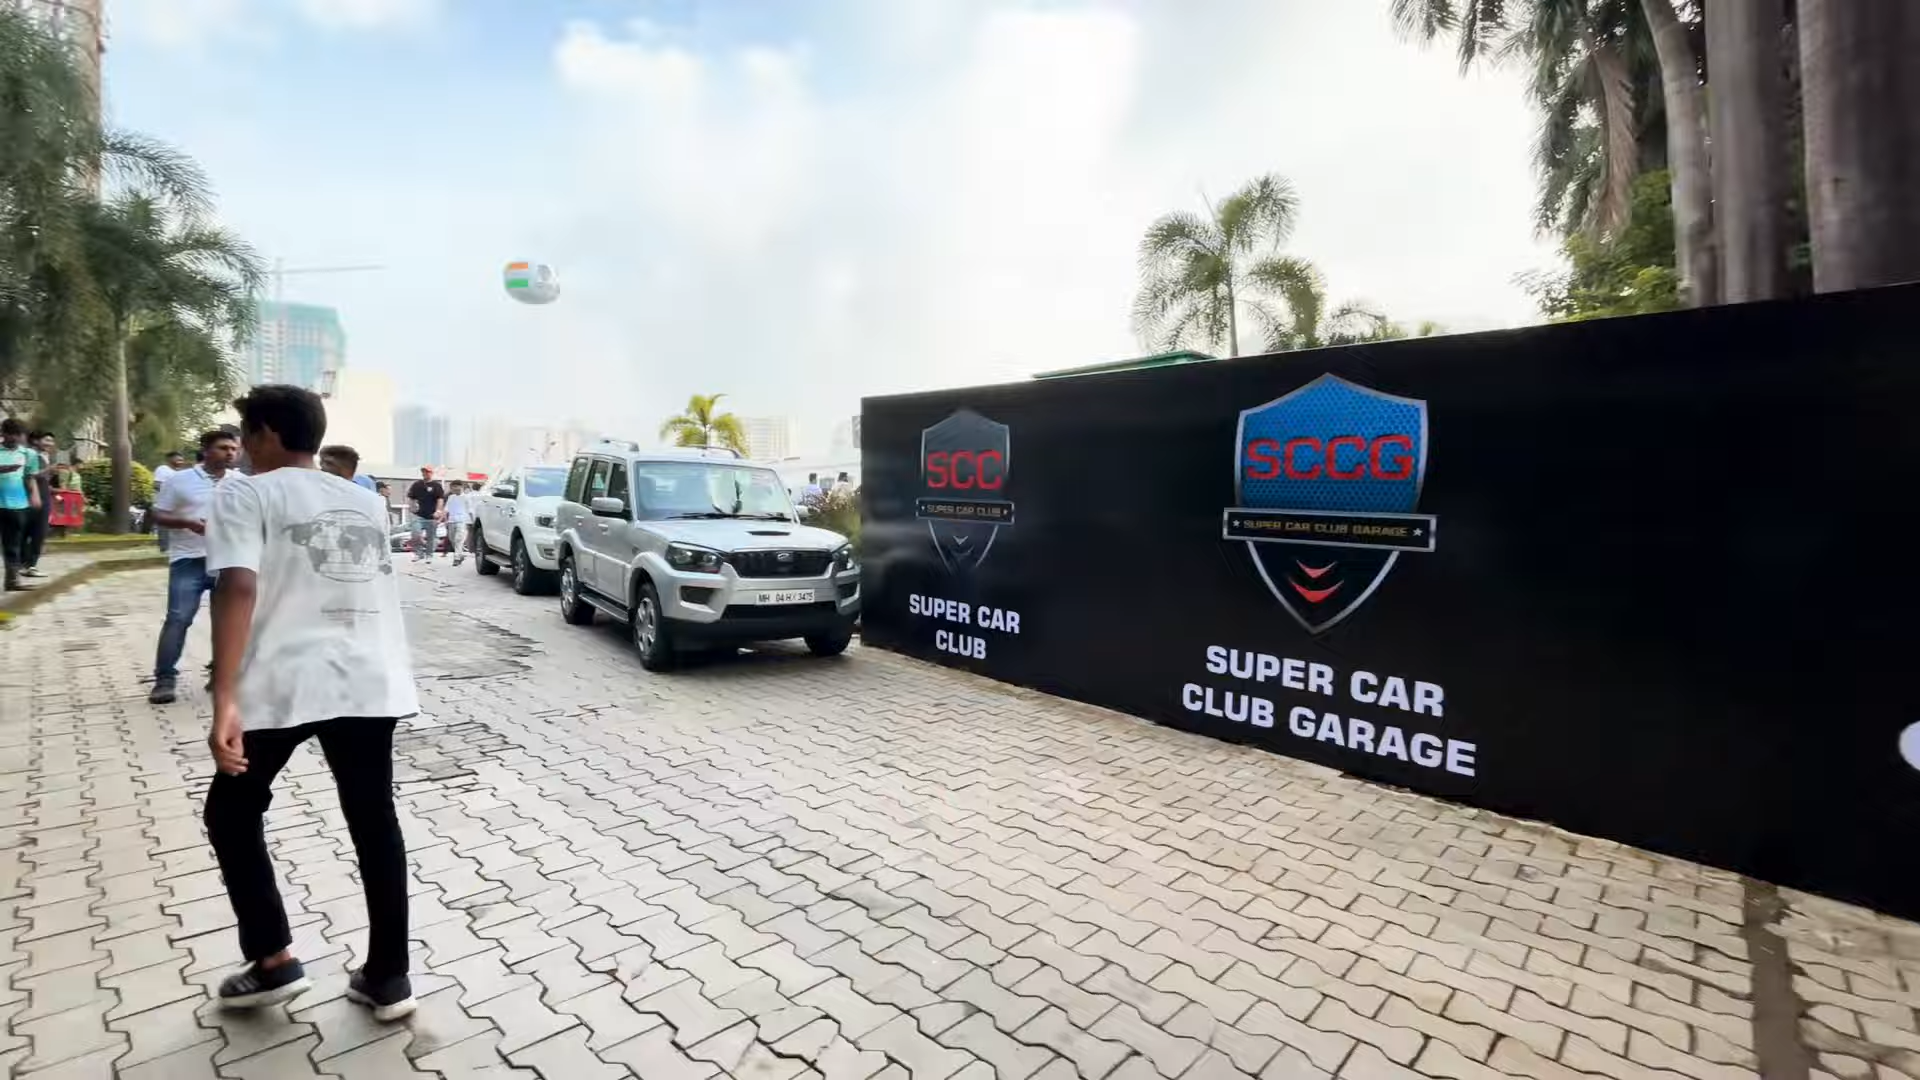 SCC
★ SUPER CAR CLUB ★
SUPER CAR
CLUB
SCCG
★ SUPER CAR CLUB GARAGE ★
SUPER CAR
CLUB GARAGE